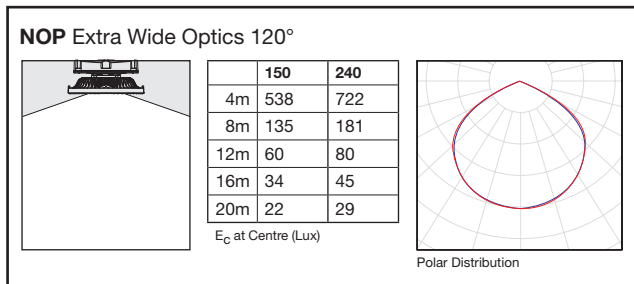 NOP Extra Wide Optics 120°
150 240
4m 538 722
8m 135 181
12m 60 80
16m 34 45
20m 22 29
EC at Centre (Lux)
Polar Distribution